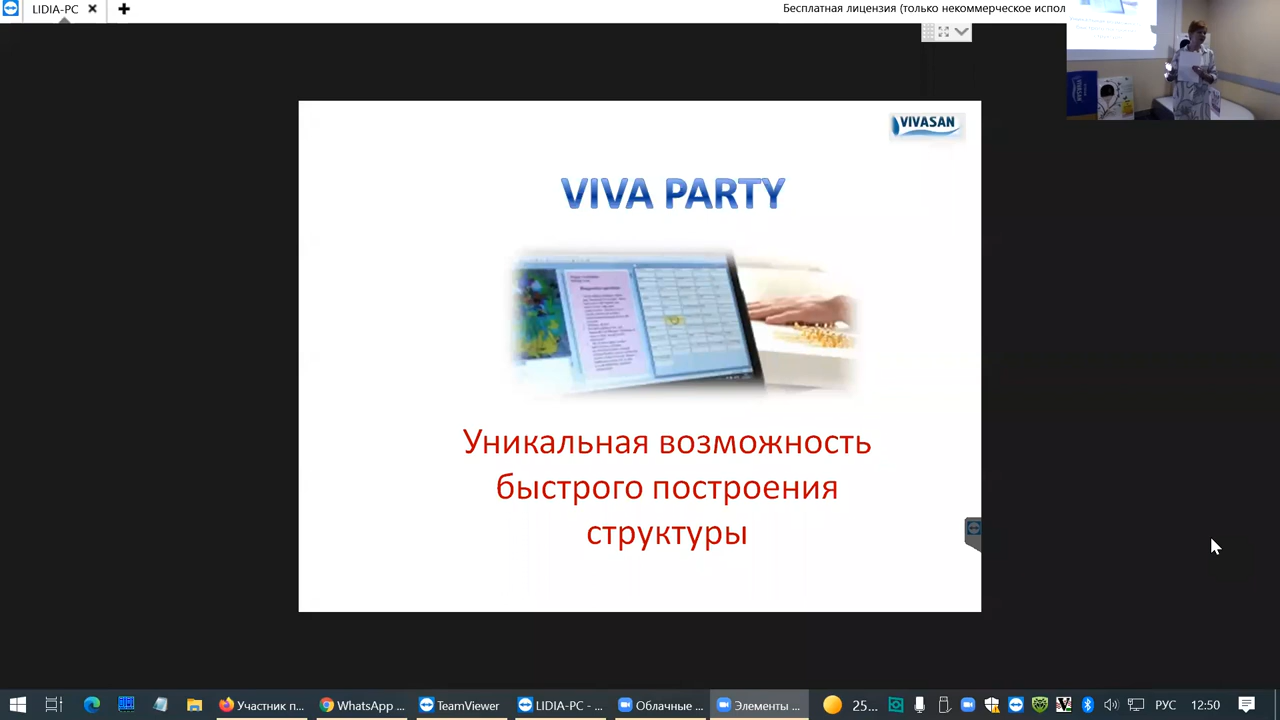 LIDIA-PC
Бесплатная лицензия (только некоммерческое испол
VIVASAN
VIVA PARTY
Уникальная возможность
быстрого построения
структуры
Участник п...
WhatsApp ...
TeamViewer
LIDIA-PC - ...
Облачные ...
Элементы ...
25...
РУС
12:50